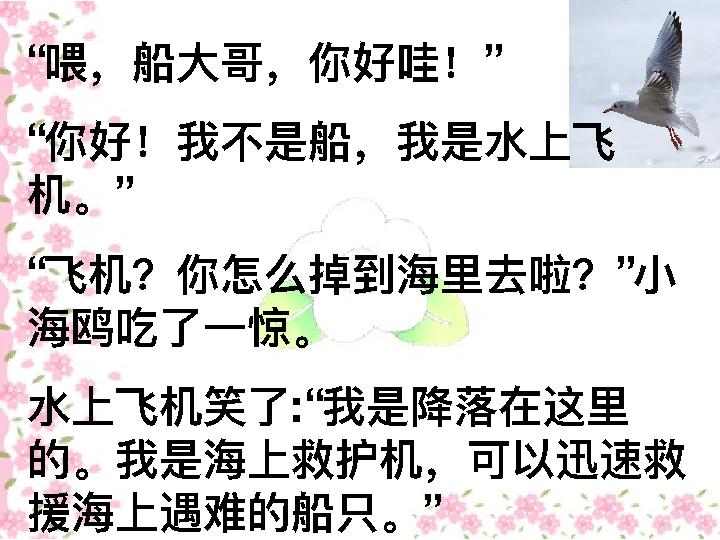 “喂，船大哥，你好哇！”
“你好！我不是船，我是水上飞
机。”
“飞机？你怎么掉到海里去啦？”小
海鸥吃了一惊。
水上飞机笑了:“我是降落在这里
的。我是海上救护机，可以迅速救
援海上遇难的船只。”